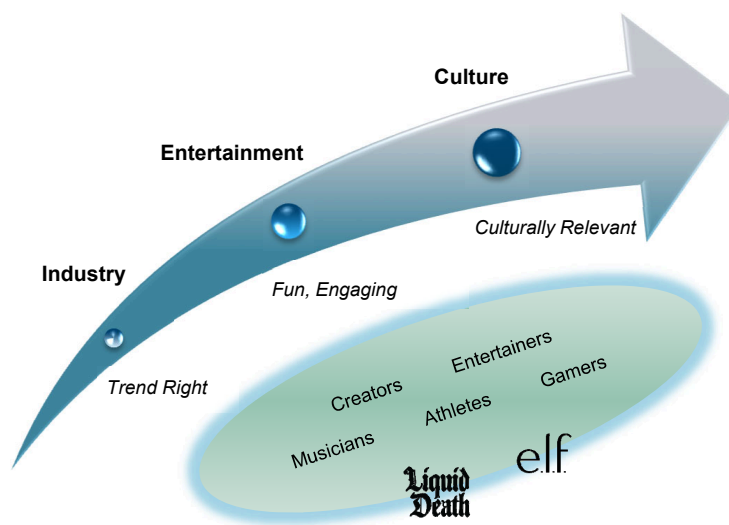 Culture
Entertainment
Culturally Relevant
Industry
Fun, Engaging
Entertainers
Gamers
Trend Right
Creators
Athletes
Musicians
e.l.f.
Liquid
Death